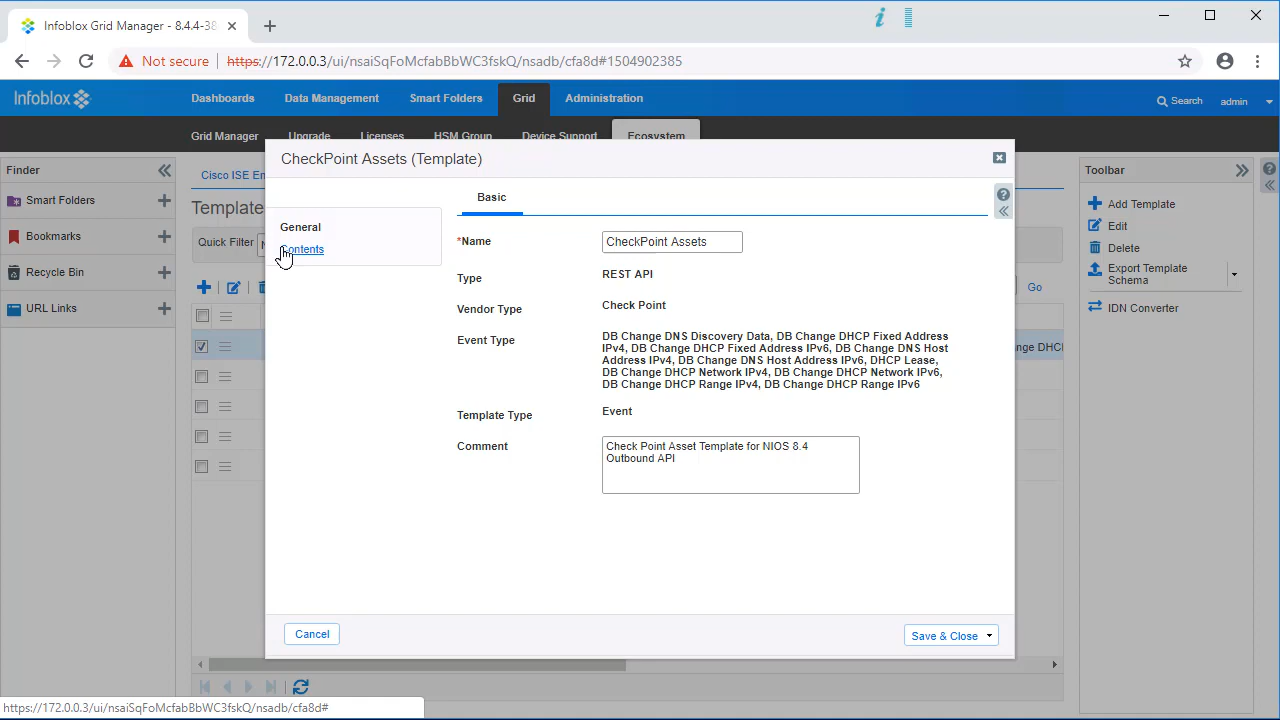 Infoblox Grid Manager - 8.4.4-38
Not secure
https://172.0.0.3/ui/nsaiSqFoMcfabBbWC3fskQ/nsadb/cfa8d#1504902385
Infoblox
Dashboards
Data Management
Smart Folders
Grid
Administration
Search
admin
Grid Manager
Upgrade
Licenses
HSM Group
Device Support
Ecosystem
Finder
Smart Folders
Bookmarks
Recycle Bin
URL Links
Cisco ISE En
Template
Quick Filter
Go
ange DHCP
CheckPoint Assets (Template)
General
Contents
Basic
*Name
CheckPoint Assets
Type
REST API
Vendor Type
Check Point
Event Type
DB Change DNS Discovery Data, DB Change DHCP Fixed Address
IPv4, DB Change DHCP Fixed Address IPv6, DB Change DNS Host
Address IPv4, DB Change DNS Host Address IPv6, DHCP Lease,
DB Change DHCP Network IPv4, DB Change DHCP Network IPv6,
DB Change DHCP Range IPv4, DB Change DHCP Range IPv6
Template Type
Event
Comment
Check Point Asset Template for NIOS 8.4
Outbound API
Cancel
Save & Close
Toolbar
Add Template
Edit
Delete
Export Template
Schema
IDN Converter
https://172.0.0.3/ui/nsaiSqFoMcfabBbWC3fskQ/nsadb/cfa8d#